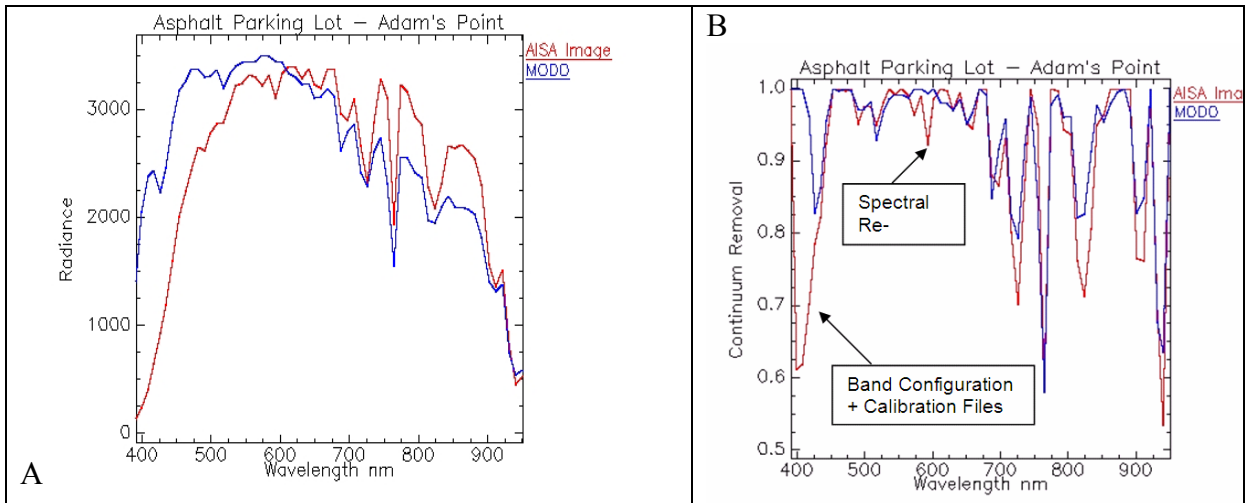 Asphalt Parking Lot – Adam's Point
AISA Image
MODO
3000
2000
1000
0
Radiance
400 500 600 700 800 900
Wavelength nm
A
B
Asphalt Parking Lot – Adam's Point
AISA Ima
MODO
1.0
0.9
0.8
0.7
0.6
0.5
Continuum Removal
Spectral
Re-
Band Configuration
+ Calibration Files
400 500 600 700 800 900
Wavelength nm